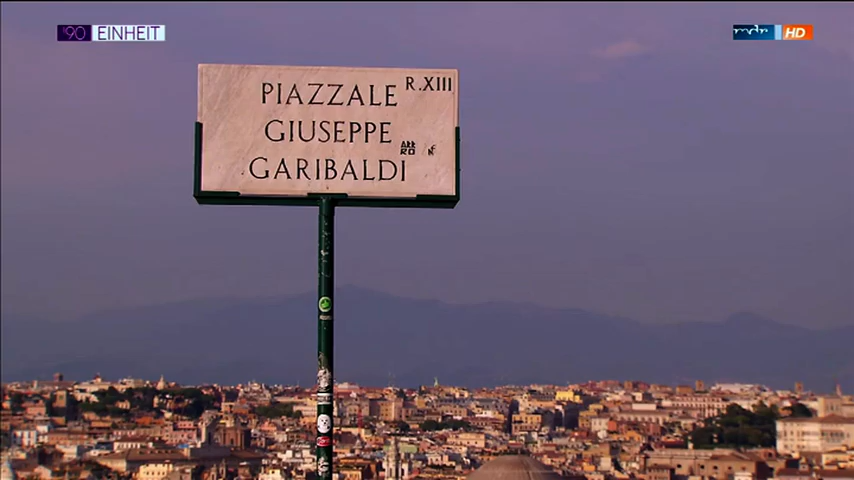 '90 EINHEIT
mdr HD
PIAZZALE R.XIII
GIUSEPPE
GARIBALDI